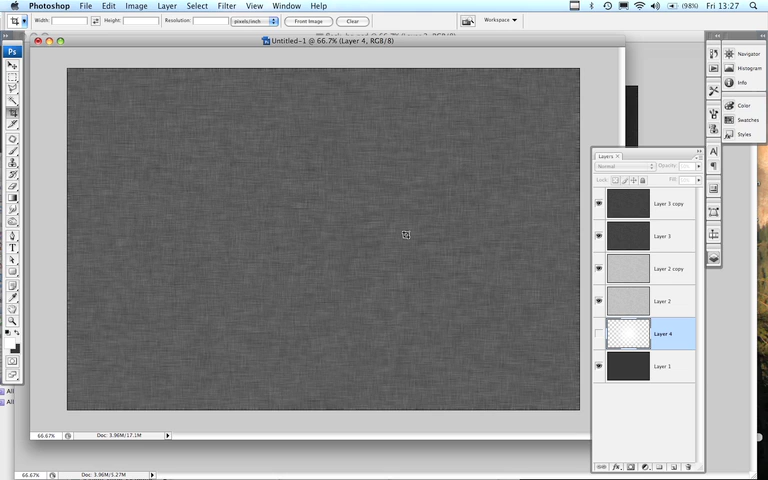 Photoshop File Edit Image Layer Select Filter View Window Help (98%) Fri 13:27
Width: Height: Resolution: pixels/inch Front Image Clear Workspace
Untitled-1 @ 66.7% (Layer 4, RGB/8)
Ps
Navigator
Histogram
Info
Color
Swatches
Styles
Layers
Normal Opacity:
Lock: Fill:
Layer 3 copy
Layer 3
Layer 2 copy
Layer 2
Layer 4
Layer 1
All
All
66.67% Doc: 3.96M/17.1M
66.67% Doc: 3.96M/5.27M